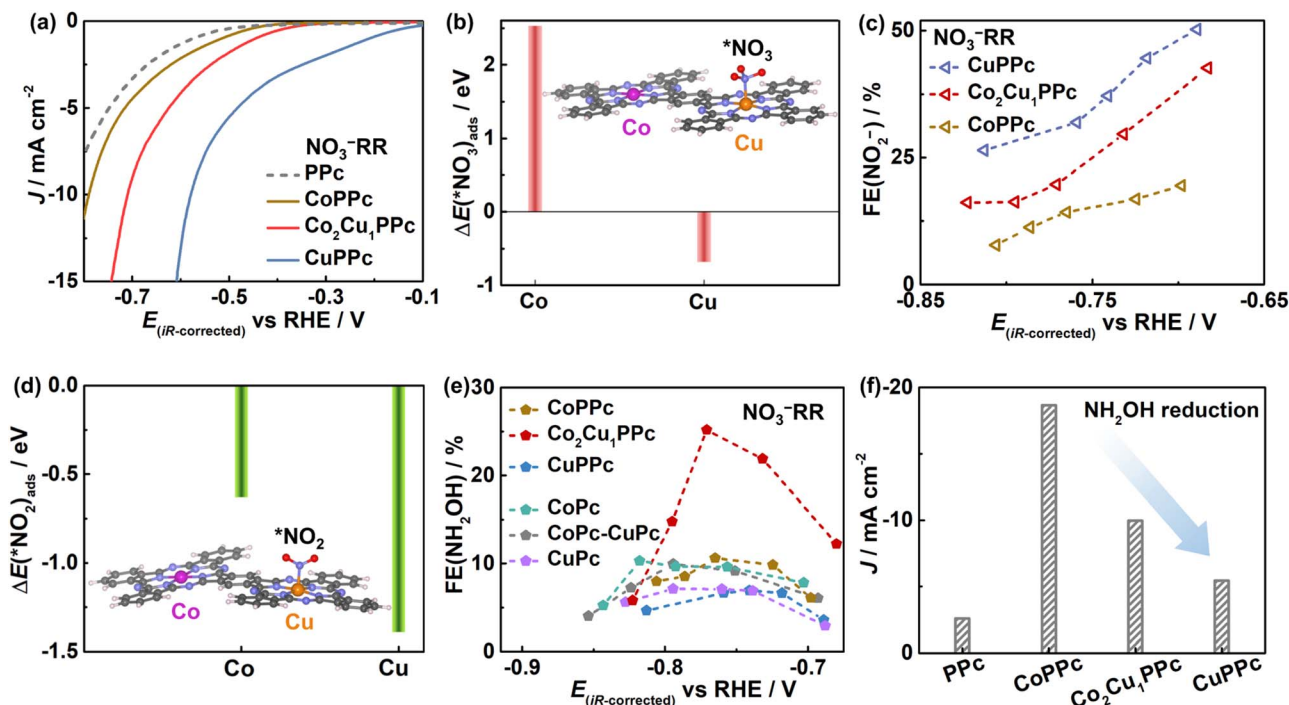 (a)
J / mA cm⁻²
0
-5
-10
-15
NO₃⁻RR
PPc
CoPPc
Co₂Cu₁PPc
CuPPc
-0.7
-0.5
-0.3
-0.1
E(iR-corrected) vs RHE / V
(b)
ΔE(*NO₃)ads / eV
2
1
0
-1
*NO₃
Co
Cu
Co
Cu
(c)
FE(NO₂⁻) / %
50
25
0
NO₃⁻RR
CuPPc
Co₂Cu₁PPc
CoPPc
-0.85
-0.75
-0.65
E(iR-corrected) vs RHE / V
(d)
ΔE(*NO₂)ads / eV
0.0
-0.5
-1.0
-1.5
*NO₂
Co
Cu
Co
Cu
(e)
FE(NH₂OH) / %
30
20
10
0
CoPPc
Co₂Cu₁PPc
CuPPc
CoPc
CoPc-CuPc
CuPc
NO₃⁻RR
-0.9
-0.8
-0.7
E(iR-corrected) vs RHE / V
(f)
J / mA cm⁻²
-20
-10
0
NH₂OH reduction
PPc
CoPPc
Co₂Cu₁PPc
CuPPc